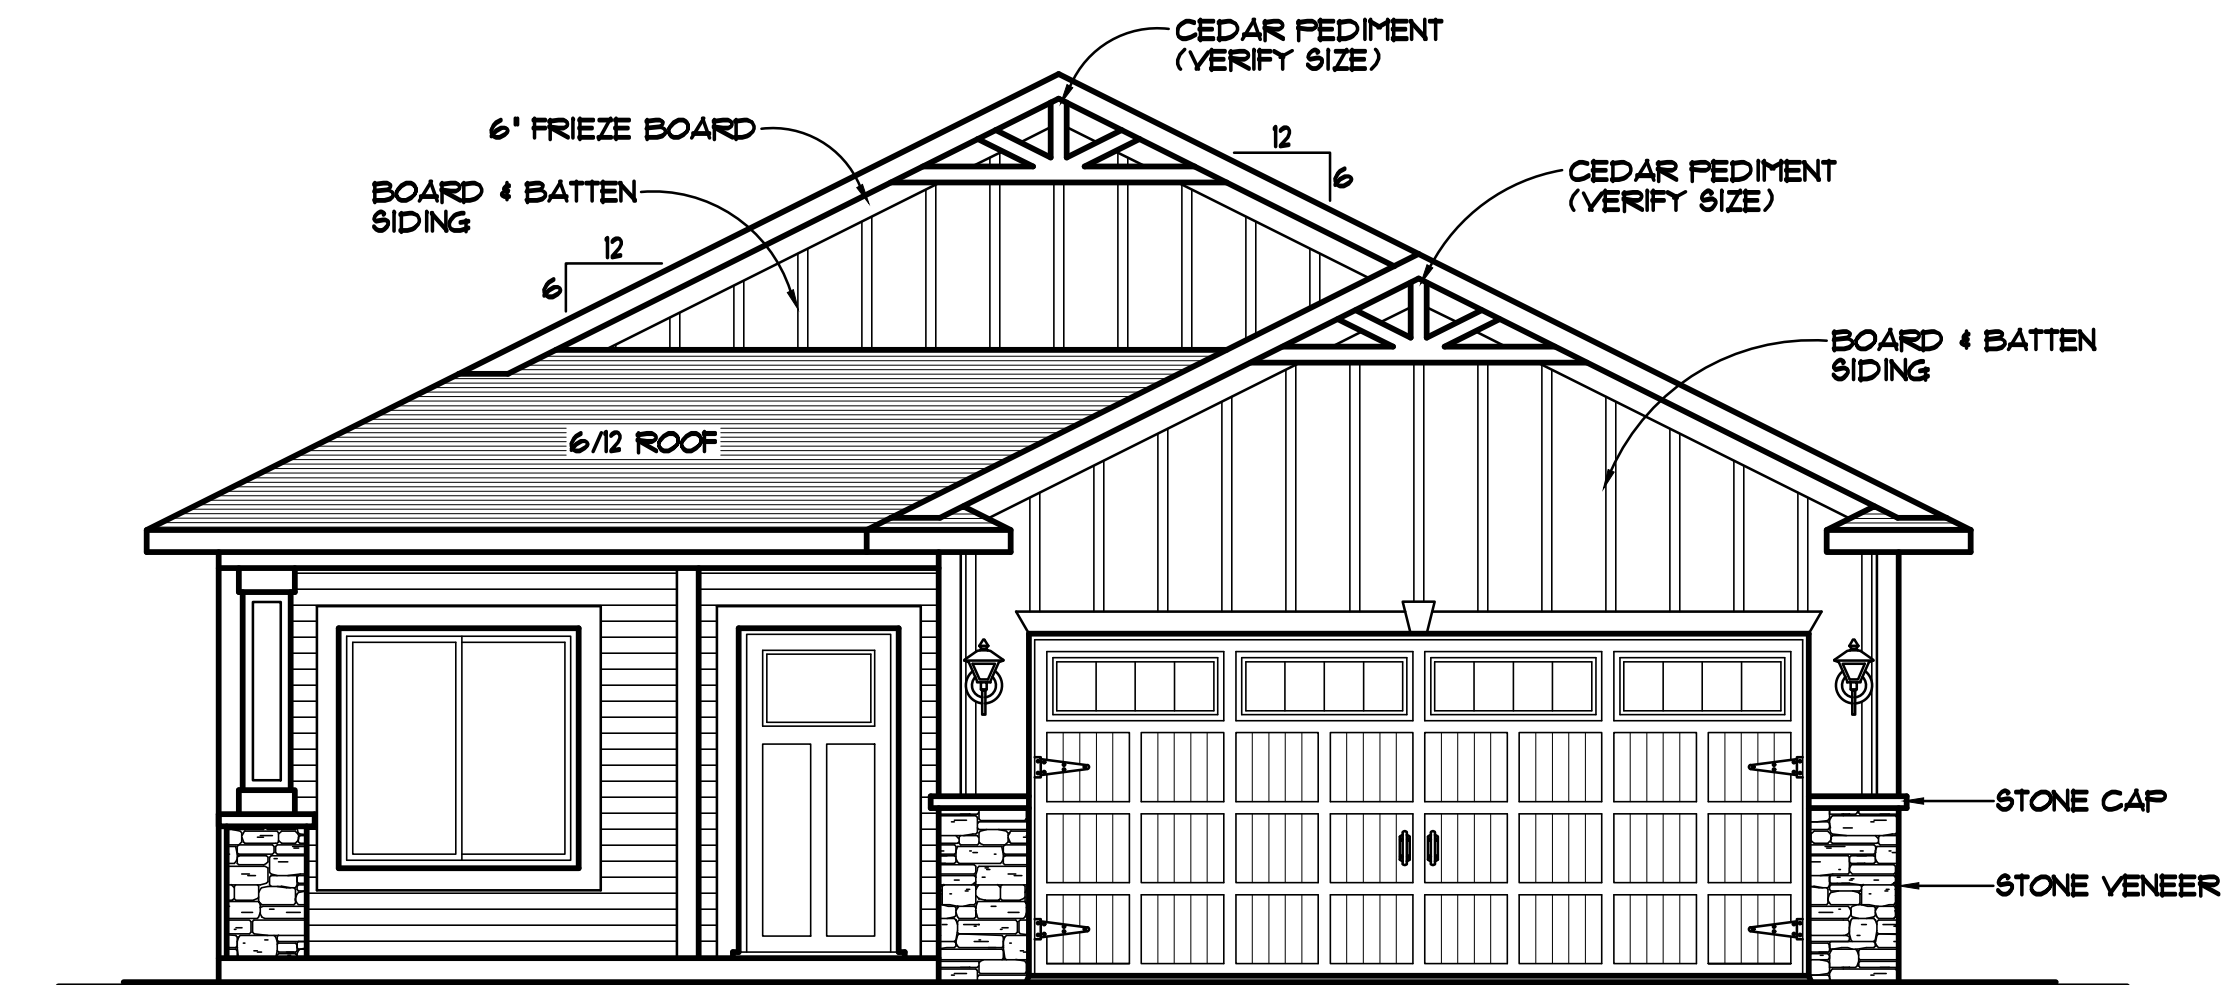 CEDAR PEDIMENT
(VERIFY SIZE)
6" FRIEZE BOARD
12
6
CEDAR PEDIMENT
(VERIFY SIZE)
BOARD & BATTEN
SIDING
12
6
BOARD & BATTEN
SIDING
6/12 ROOF
STONE CAP
STONE VENEER